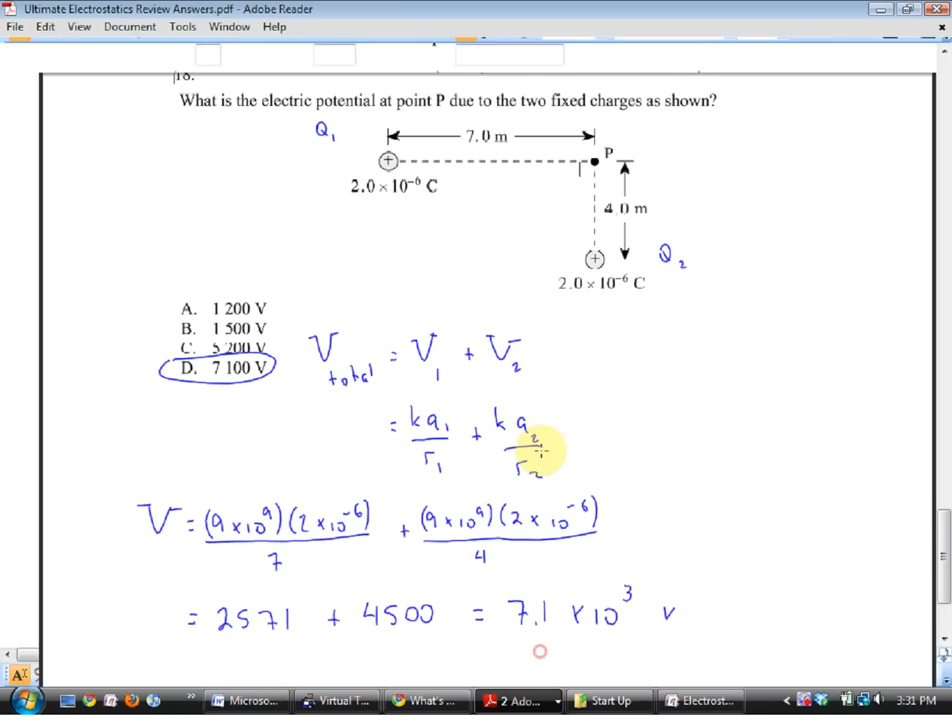 Ultimate Electrostatics Review Answers.pdf - Adobe Reader
File Edit View Document Tools Window Help
18.
What is the electric potential at point P due to the two fixed charges as shown?
Q₁
7.0 m
P
2.0 × 10⁻⁶ C
4.0 m
Q₂
2.0 × 10⁻⁶ C
A. 1 200 V
B. 1 500 V
C. 5 200 V
D. 7 100 V
V total = V₁ + V₂
= kq₁/r₁ + kq₂/r₂
V = (9 × 10⁹)(2 × 10⁻⁶)/7 + (9 × 10⁹)(2 × 10⁻⁶)/4
= 2571 + 4500 = 7.1 × 10³ V
Microso... Virtual T... What's ... 2 Ado... Start Up Electrost... 3:31 PM